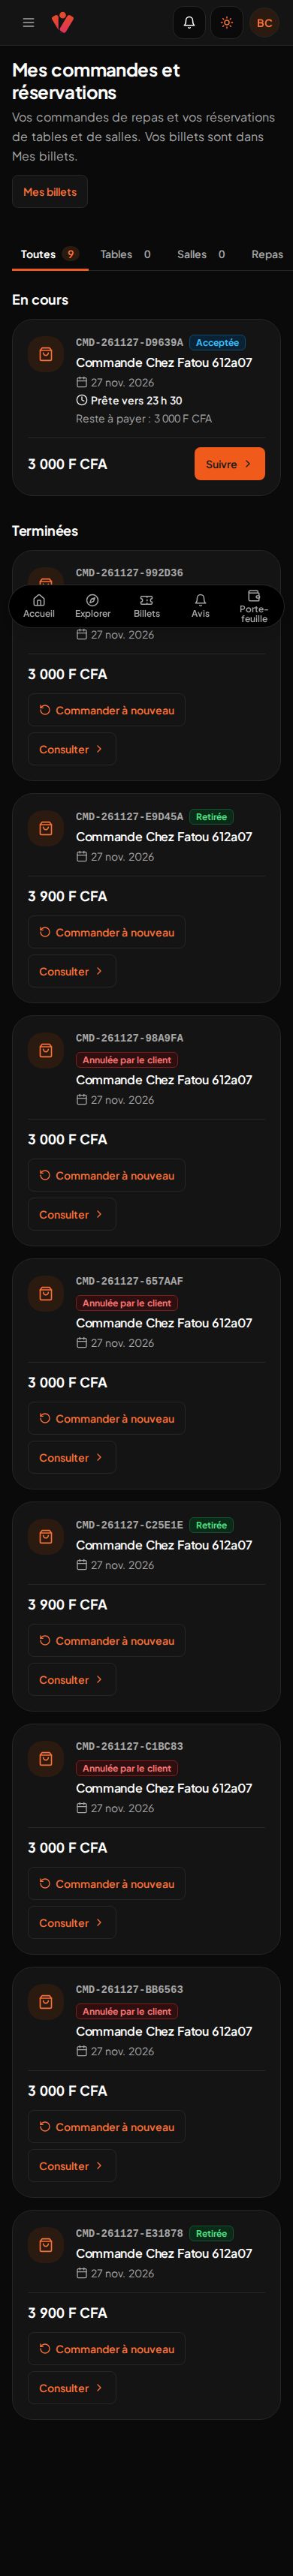 BC
Mes commandes et
réservations
Vos commandes de repas et vos réservations
de tables et de salles. Vos billets sont dans
Mes billets.
Mes billets
Toutes 9 Tables 0 Salles 0 Repas
En cours
CMD-261127-D9639A Acceptée
Commande Chez Fatou 612a07
27 nov. 2026
Prête vers 23 h 30
Reste à payer : 3 000 F CFA
3 000 F CFA Suivre
Terminées
CMD-261127-992D36
Accueil Explorer Billets Avis Porte-
feuille
27 nov. 2026
3 000 F CFA
Commander à nouveau
Consulter
CMD-261127-E9D45A Retirée
Commande Chez Fatou 612a07
27 nov. 2026
3 900 F CFA
Commander à nouveau
Consulter
CMD-261127-98A9FA
Annulée par le client
Commande Chez Fatou 612a07
27 nov. 2026
3 000 F CFA
Commander à nouveau
Consulter
CMD-261127-657AAF
Annulée par le client
Commande Chez Fatou 612a07
27 nov. 2026
3 000 F CFA
Commander à nouveau
Consulter
CMD-261127-C25E1E Retirée
Commande Chez Fatou 612a07
27 nov. 2026
3 900 F CFA
Commander à nouveau
Consulter
CMD-261127-C1BC83
Annulée par le client
Commande Chez Fatou 612a07
27 nov. 2026
3 000 F CFA
Commander à nouveau
Consulter
CMD-261127-BB6563
Annulée par le client
Commande Chez Fatou 612a07
27 nov. 2026
3 000 F CFA
Commander à nouveau
Consulter
CMD-261127-E31878 Retirée
Commande Chez Fatou 612a07
27 nov. 2026
3 900 F CFA
Commander à nouveau
Consulter